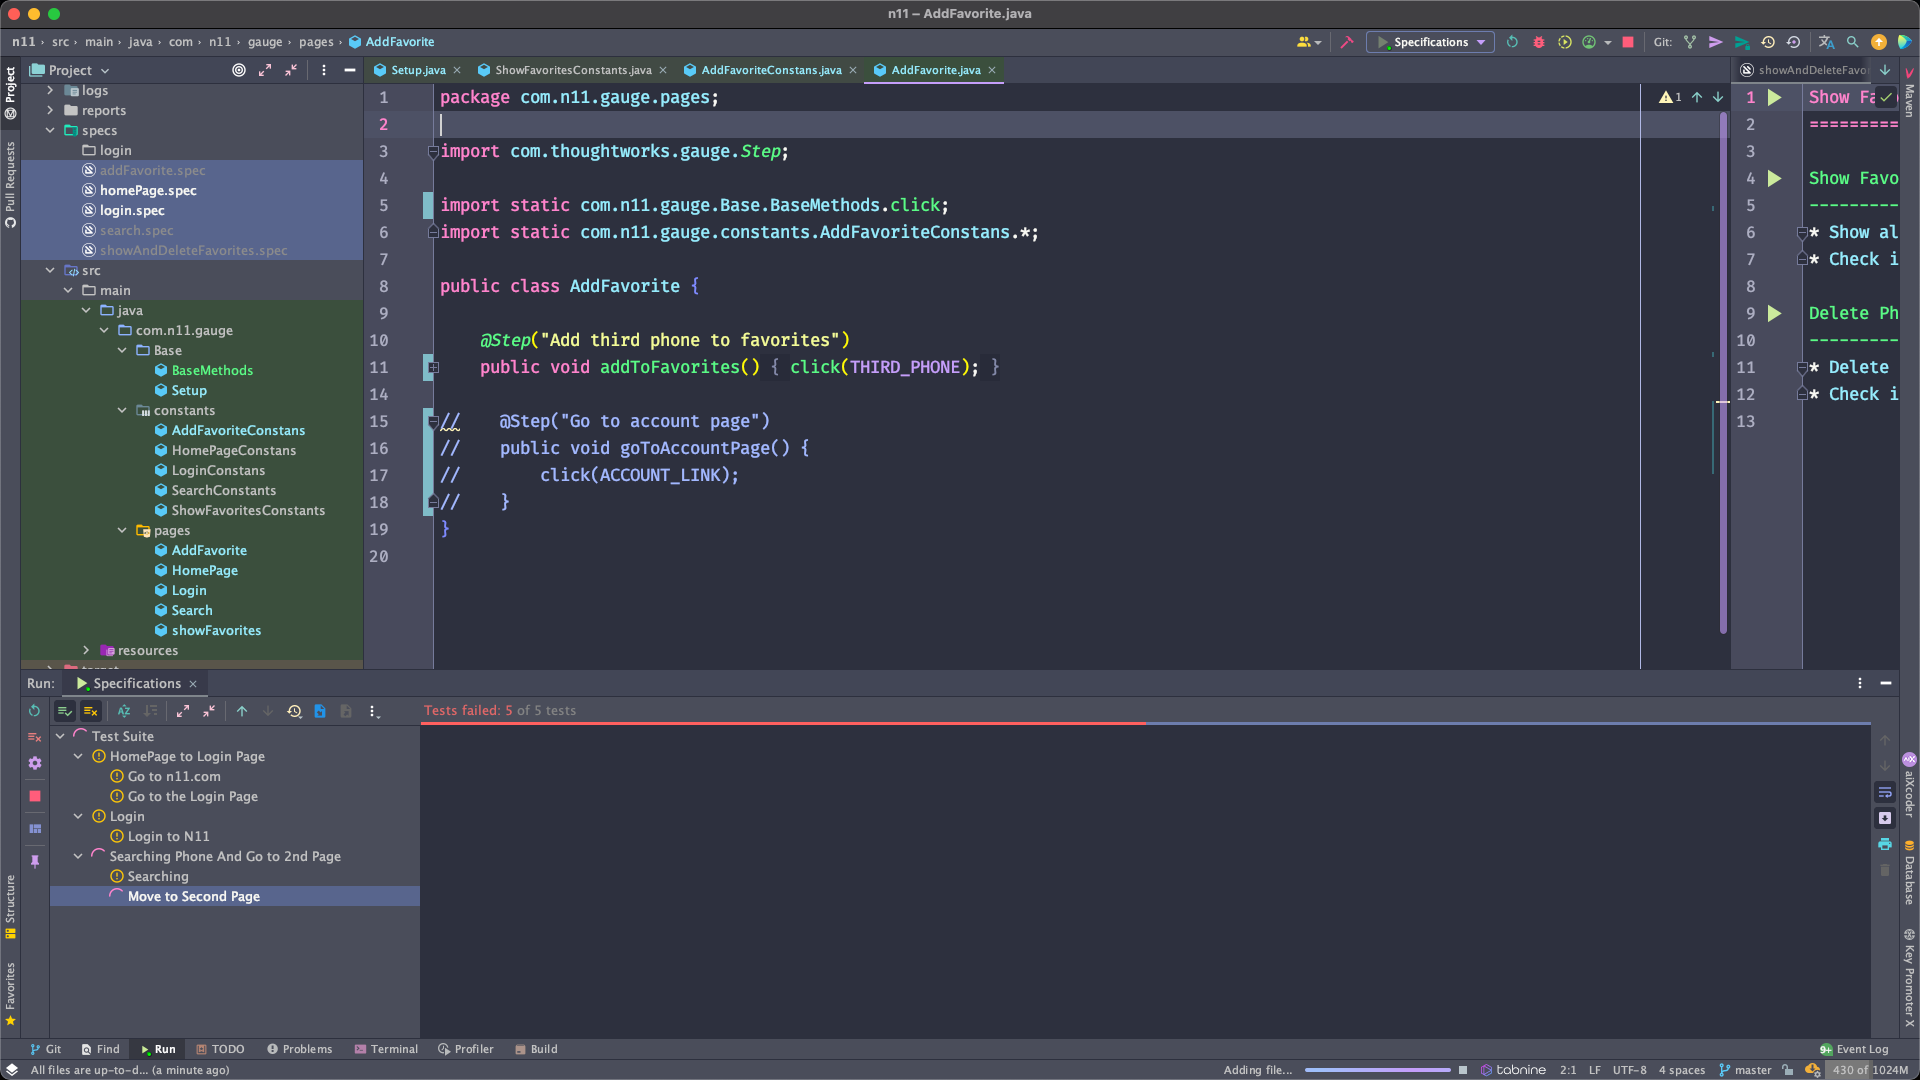 n11 – AddFavorite.java
n11 › src › main › java › com › n11 › gauge › pages › AddFavorite
Specifications
Git:
Project
Setup.java
ShowFavoritesConstants.java
AddFavoriteConstans.java
AddFavorite.java
showAndDeleteFavor
Project
Pull Requests
Structure
Favorites
logs
reports
specs
login
addFavorite.spec
homePage.spec
login.spec
search.spec
showAndDeleteFavorites.spec
src
main
java
com.n11.gauge
Base
BaseMethods
Setup
constants
AddFavoriteConstans
HomePageConstans
LoginConstans
SearchConstants
ShowFavoritesConstants
pages
AddFavorite
HomePage
Login
Search
showFavorites
resources
1 package com.n11.gauge.pages;
2
3 import com.thoughtworks.gauge.Step;
4
5 import static com.n11.gauge.Base.BaseMethods.click;
6 import static com.n11.gauge.constants.AddFavoriteConstans.*;
7
8 public class AddFavorite {
9
10 @Step("Add third phone to favorites")
11 public void addToFavorites() { click(THIRD_PHONE); }
14
15 // @Step("Go to account page")
16 // public void goToAccountPage() {
17 // click(ACCOUNT_LINK);
18 // }
19 }
20
1
1 Show Fa
2 =========
3
4 Show Favo
5 ---------
6 * Show al
7 * Check i
8
9 Delete Ph
10 ---------
11 * Delete
12 * Check i
13
Maven
aiXcoder
Database
Key Promoter X
Run: Specifications
Tests failed: 5 of 5 tests
Test Suite
HomePage to Login Page
Go to n11.com
Go to the Login Page
Login
Login to N11
Searching Phone And Go to 2nd Page
Searching
Move to Second Page
Git
Find
Run
TODO
Problems
Terminal
Profiler
Build
9+ Event Log
All files are up-to-d... (a minute ago)
Adding file...
tabnine
2:1
LF
UTF-8
4 spaces
master
430 of 1024M